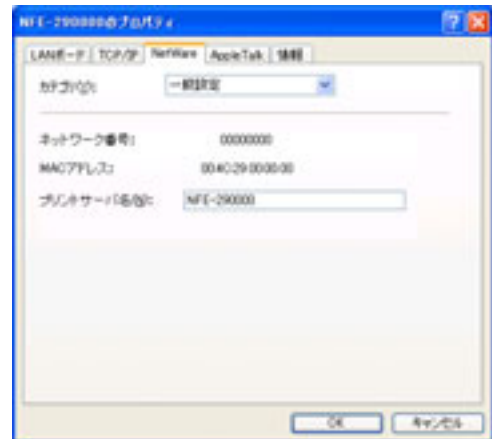 NFE-290000のプロパティ
LANボード TCP/IP NetWare AppleTalk 情報
カテゴリ(C): 一般設定
ネットワーク番号: 00000000
MACアドレス: 00:4C:29:00:00:00
プリントサーバ名(N): NFE-290000
OK キャンセル